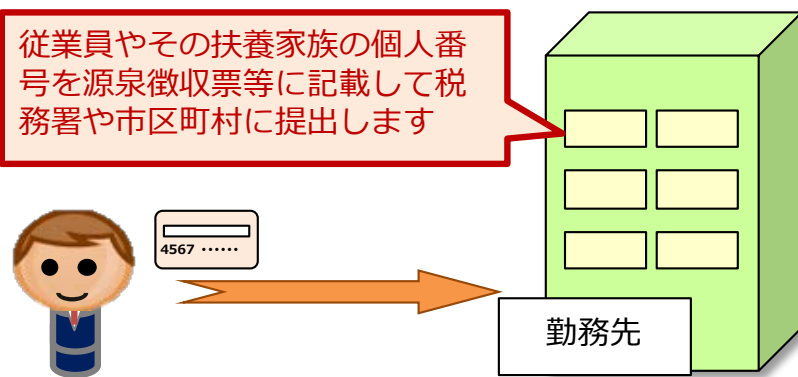 従業員やその扶養家族の個人番
号を源泉徴収票等に記載して税
務署や市区町村に提出します
4567 ‥‥‥
勤務先